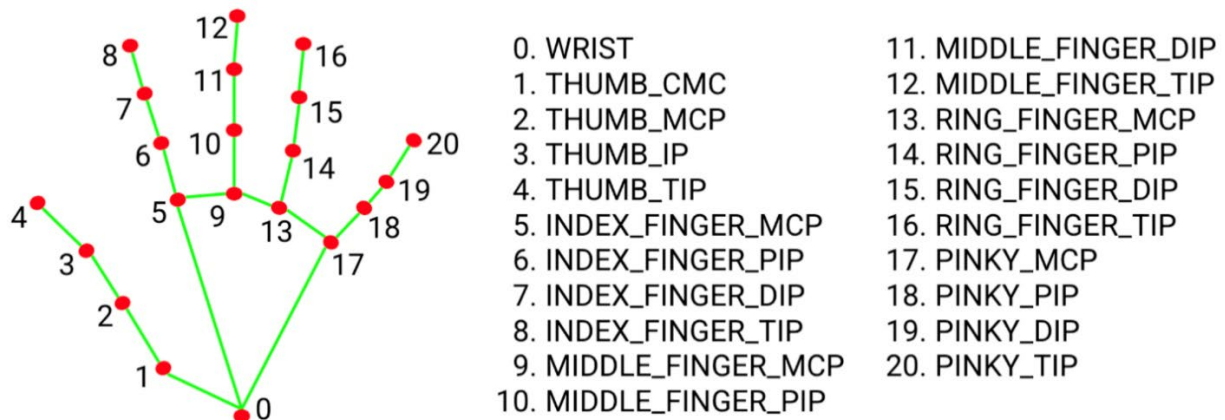 12
8
16
11
7
15
10
6
20
14
19
4
5
9
18
13
3
17
2
1
0
0. WRIST
1. THUMB_CMC
2. THUMB_MCP
3. THUMB_IP
4. THUMB_TIP
5. INDEX_FINGER_MCP
6. INDEX_FINGER_PIP
7. INDEX_FINGER_DIP
8. INDEX_FINGER_TIP
9. MIDDLE_FINGER_MCP
10. MIDDLE_FINGER_PIP
11. MIDDLE_FINGER_DIP
12. MIDDLE_FINGER_TIP
13. RING_FINGER_MCP
14. RING_FINGER_PIP
15. RING_FINGER_DIP
16. RING_FINGER_TIP
17. PINKY_MCP
18. PINKY_PIP
19. PINKY_DIP
20. PINKY_TIP